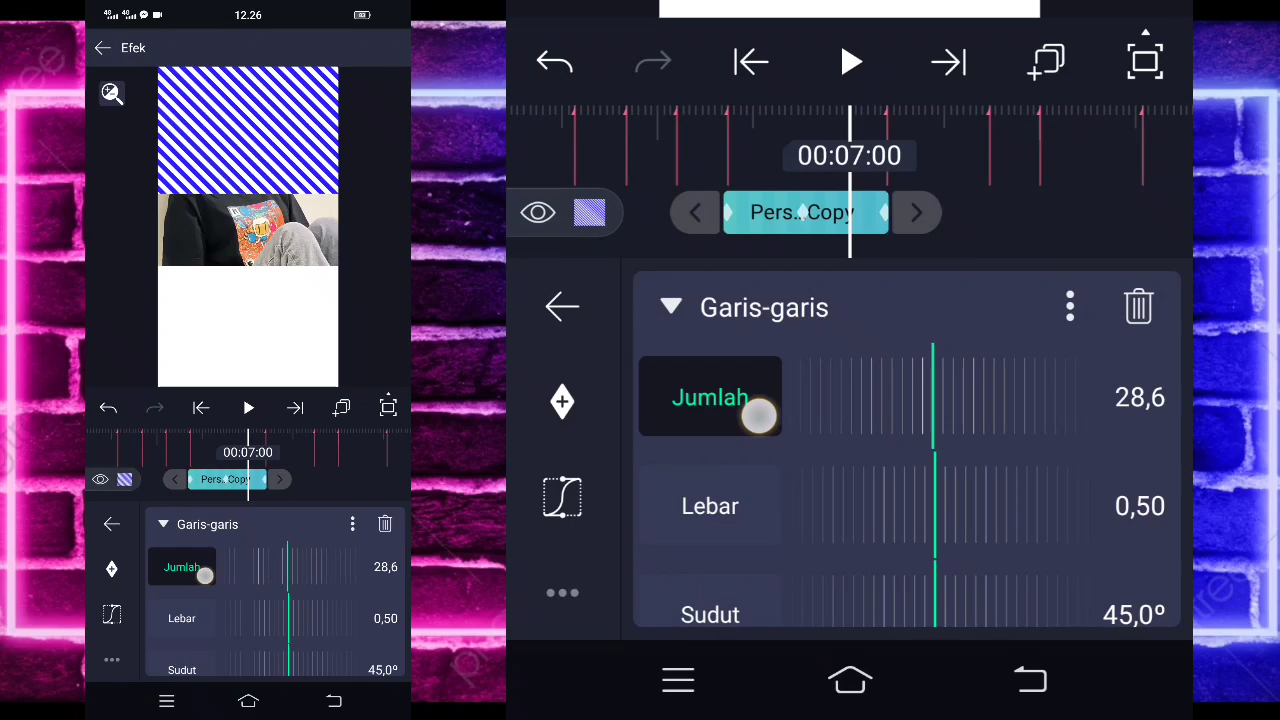 12.26
Efek
00:07:00
Pers...Copy
Garis-garis
Jumlah
28,6
Lebar
0,50
Sudut
45,0º
00:07:00
Pers...Copy
Garis-garis
Jumlah
28,6
Lebar
0,50
Sudut
45,0º